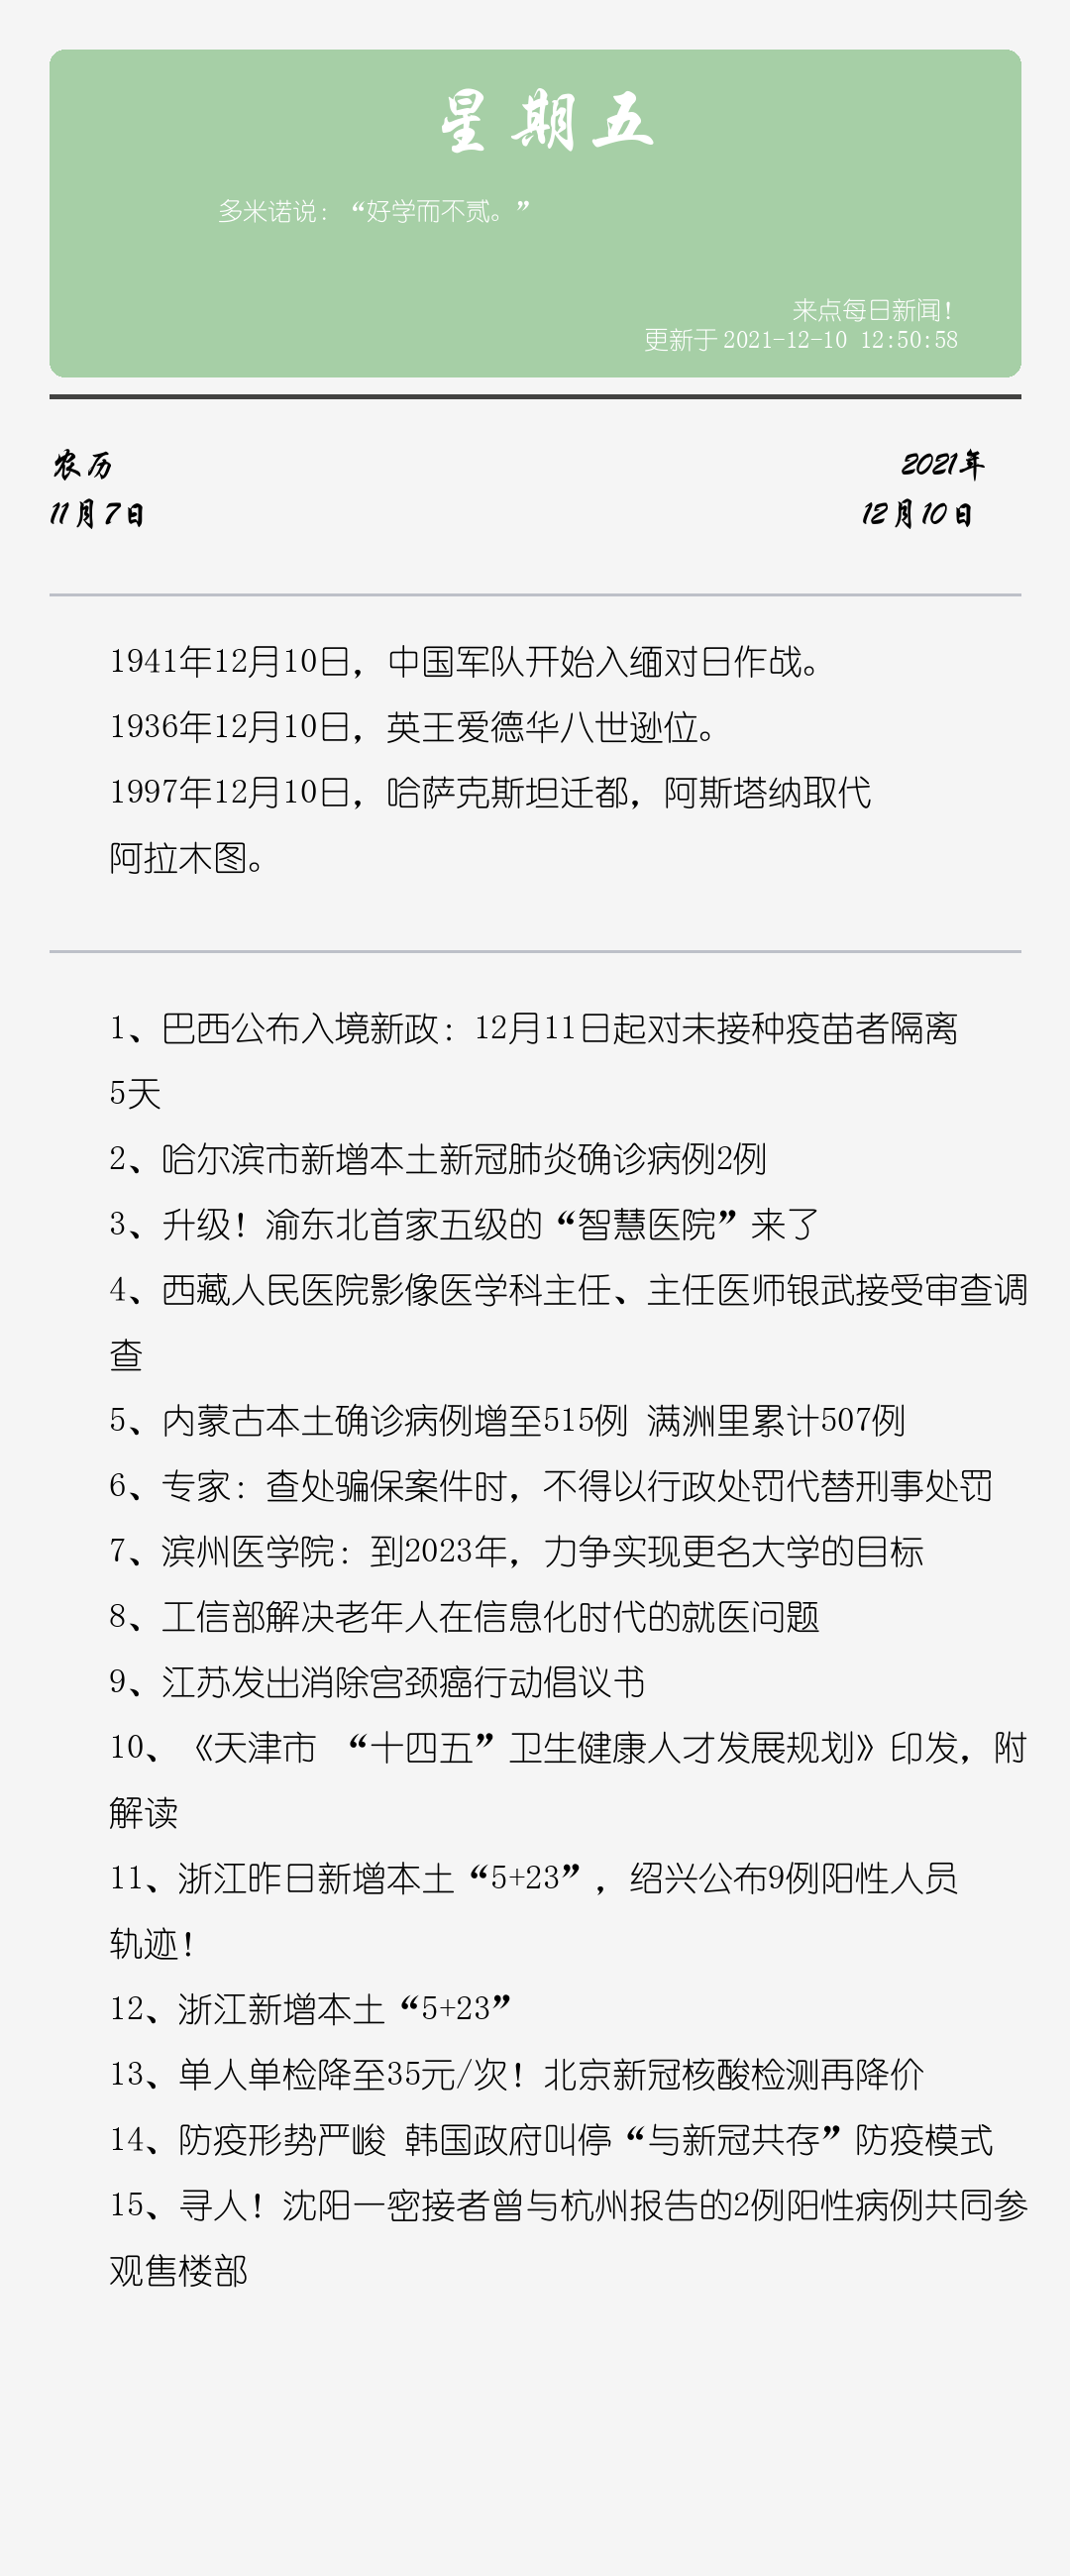 星期五
多米诺说：“好学而不贰。”
来点每日新闻！
更新于 2021-12-10 12:50:58
农历
2021年
11月7日
12月10日
1941年12月10日，中国军队开始入缅对日作战。
1936年12月10日，英王爱德华八世逊位。
1997年12月10日，哈萨克斯坦迁都，阿斯塔纳取代
阿拉木图。
1、巴西公布入境新政：12月11日起对未接种疫苗者隔离
5天
2、哈尔滨市新增本土新冠肺炎确诊病例2例
3、升级！渝东北首家五级的“智慧医院”来了
4、西藏人民医院影像医学科主任、主任医师银武接受审查调
查
5、内蒙古本土确诊病例增至515例 满洲里累计507例
6、专家：查处骗保案件时，不得以行政处罚代替刑事处罚
7、滨州医学院：到2023年，力争实现更名大学的目标
8、工信部解决老年人在信息化时代的就医问题
9、江苏发出消除宫颈癌行动倡议书
10、《天津市 “十四五”卫生健康人才发展规划》印发，附
解读
11、浙江昨日新增本土“5+23”，绍兴公布9例阳性人员
轨迹！
12、浙江新增本土“5+23”
13、单人单检降至35元/次！北京新冠核酸检测再降价
14、防疫形势严峻 韩国政府叫停“与新冠共存”防疫模式
15、寻人！沈阳一密接者曾与杭州报告的2例阳性病例共同参
观售楼部